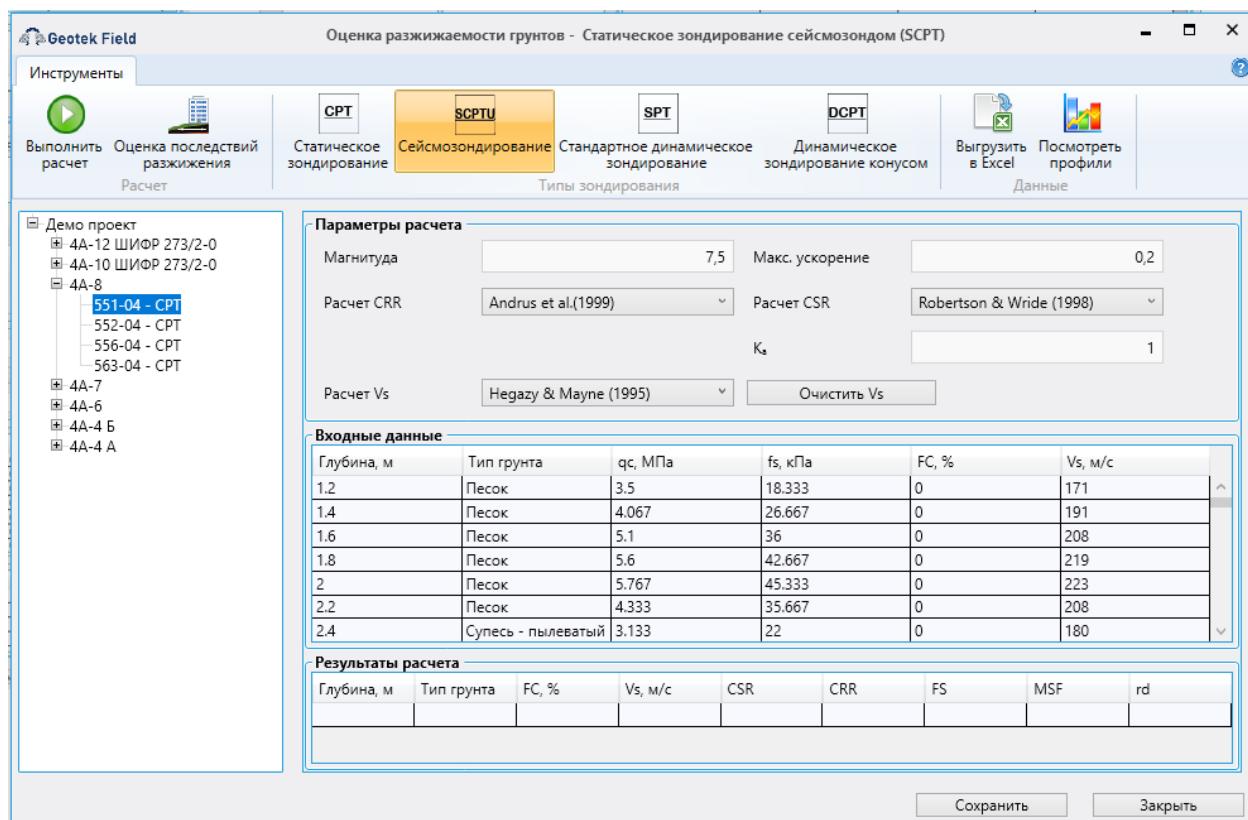 Geotek Field
Оценка разжижаемости грунтов - Статическое зондирование сейсмозондом (SCPT)
Инструменты
CPT SCPTU SPT DCPT
Выполнить расчет Оценка последствий разжижения Статическое зондирование Сейсмозондирование Стандартное динамическое зондирование Динамическое зондирование конусом Выгрузить в Excel Посмотреть профили
Расчет Типы зондирования Данные
Демо проект
4А-12 ШИФР 273/2-0
4А-10 ШИФР 273/2-0
4А-8
551-04 - СРТ
552-04 - СРТ
556-04 - СРТ
563-04 - СРТ
4А-7
4А-6
4А-4 Б
4А-4 А
Параметры расчета
Магнитуда 7,5 Макс. ускорение 0,2
Расчет CRR Andrus et al.(1999) Расчет CSR Robertson & Wride (1998)
Kₐ 1
Расчет Vs Hegazy & Mayne (1995) Очистить Vs
Входные данные
Глубина, м Тип грунта qc, МПа fs, кПа FC, % Vs, м/с
1.2 Песок 3.5 18.333 0 171
1.4 Песок 4.067 26.667 0 191
1.6 Песок 5.1 36 0 208
1.8 Песок 5.6 42.667 0 219
2 Песок 5.767 45.333 0 223
2.2 Песок 4.333 35.667 0 208
2.4 Супесь - пылеватый 3.133 22 0 180
Результаты расчета
Глубина, м Тип грунта FC, % Vs, м/с CSR CRR FS MSF rd
Сохранить Закрыть